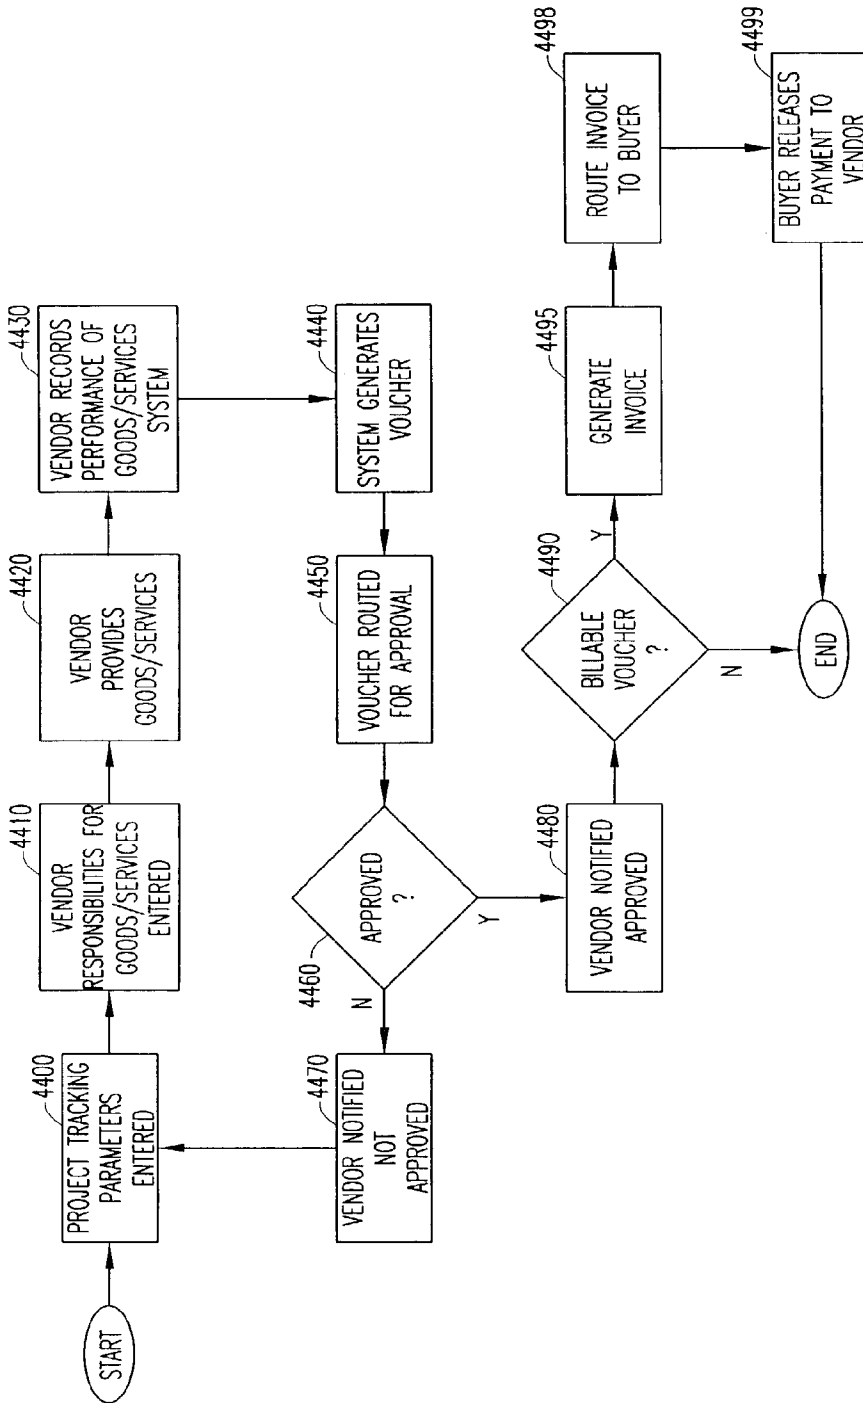 START
4400
PROJECT TRACKING
PARAMETERS
ENTERED
4410
VENDOR
RESPONSIBILITIES FOR
GOODS/SERVICES
ENTERED
4420
VENDOR
PROVIDES
GOODS/SERVICES
4430
VENDOR RECORDS
PERFORMANCE OF
GOODS/SERVICES
SYSTEM
4440
SYSTEM GENERATES
VOUCHER
4450
VOUCHER ROUTED
FOR APPROVAL
4460
APPROVED
?
N
Y
4470
VENDOR NOTIFIED
NOT
APPROVED
4480
VENDOR NOTIFIED
APPROVED
4490
BILLABLE
VOUCHER
?
Y
N
4495
GENERATE
INVOICE
4498
ROUTE INVOICE
TO BUYER
4499
BUYER RELEASES
PAYMENT TO
VENDOR
END